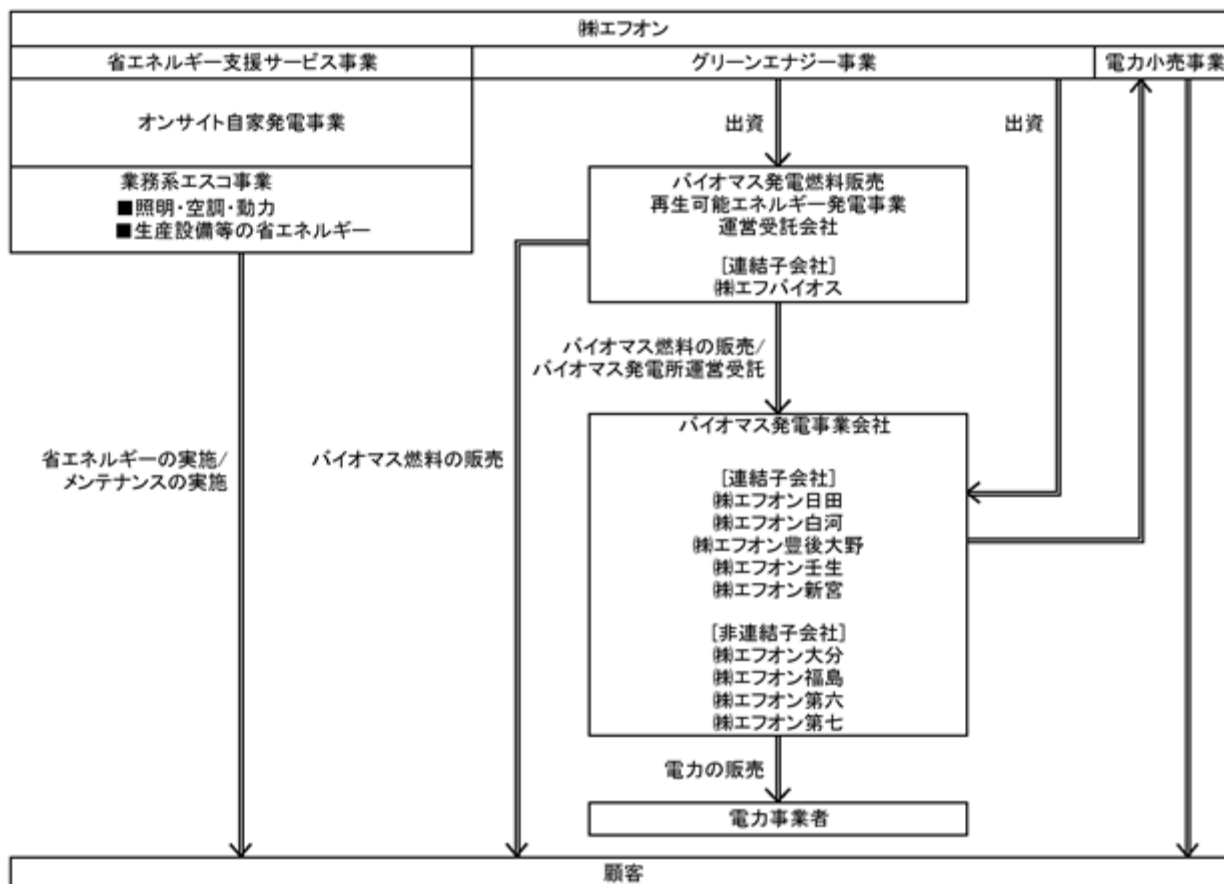 ㈱エフオン
省エネルギー支援サービス事業
グリーンエナジー事業
電力小売事業
オンサイト自家発電事業
出資
出資
業務系エスコ事業
■照明・空調・動力
■生産設備等の省エネルギー
バイオマス発電燃料販売
再生可能エネルギー発電事業
運営受託会社
[連結子会社]
㈱エフバイオス
バイオマス燃料の販売/
バイオマス発電所運営受託
省エネルギーの実施/
メンテナンスの実施
バイオマス燃料の販売
バイオマス発電事業会社
[連結子会社]
㈱エフオン日田
㈱エフオン白河
㈱エフオン豊後大野
㈱エフオン壬生
㈱エフオン新宮
[非連結子会社]
㈱エフオン大分
㈱エフオン福島
㈱エフオン第六
㈱エフオン第七
電力の販売
電力事業者
顧客